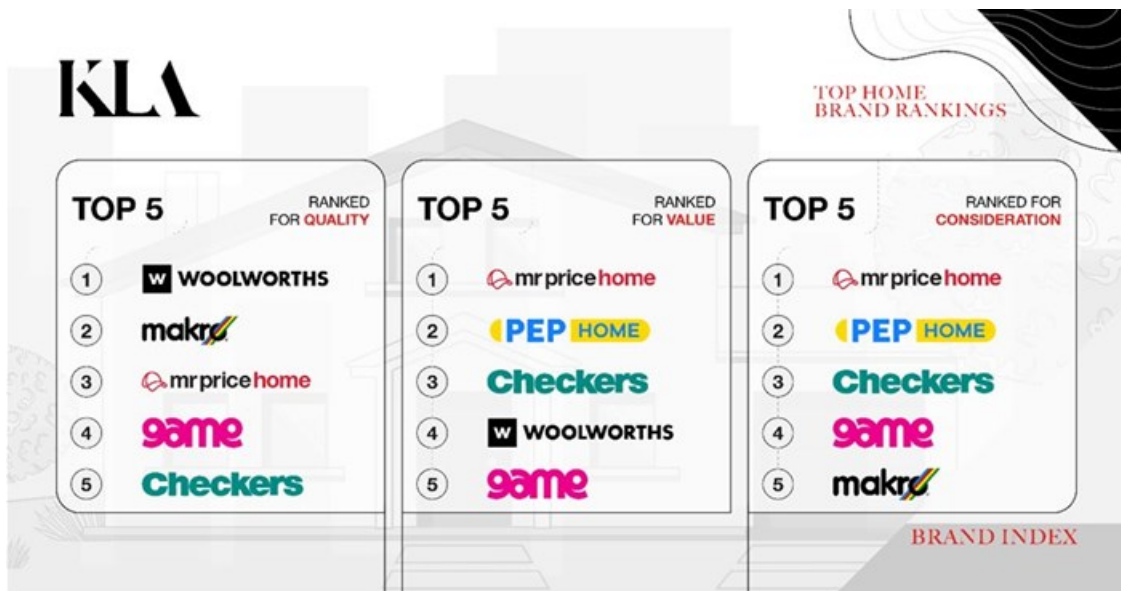 KLA
TOP HOME
BRAND RANKINGS
TOP 5
RANKED
FOR QUALITY
1 W WOOLWORTHS
2 makro
3 mr price home
4 game
5 Checkers
TOP 5
RANKED
FOR VALUE
1 mr price home
2 PEP HOME
3 Checkers
4 W WOOLWORTHS
5 game
TOP 5
RANKED FOR
CONSIDERATION
1 mr price home
2 PEP HOME
3 Checkers
4 game
5 makro
BRAND INDEX